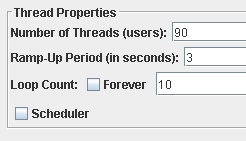 Thread Properties
Number of Threads (users): 90
Ramp-Up Period (in seconds): 3
Loop Count: Forever 10
Scheduler